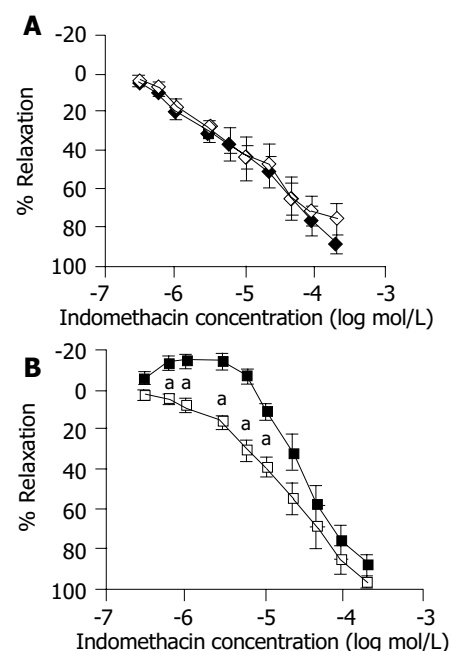 A
-20
0
20
40
60
80
100
% Relaxation
-7 -6 -5 -4 -3
Indomethacin concentration (log mol/L)
B
-20
0
20
40
60
80
100
% Relaxation
a a
a
a
a
-7 -6 -5 -4 -3
Indomethacin concentration (log mol/L)